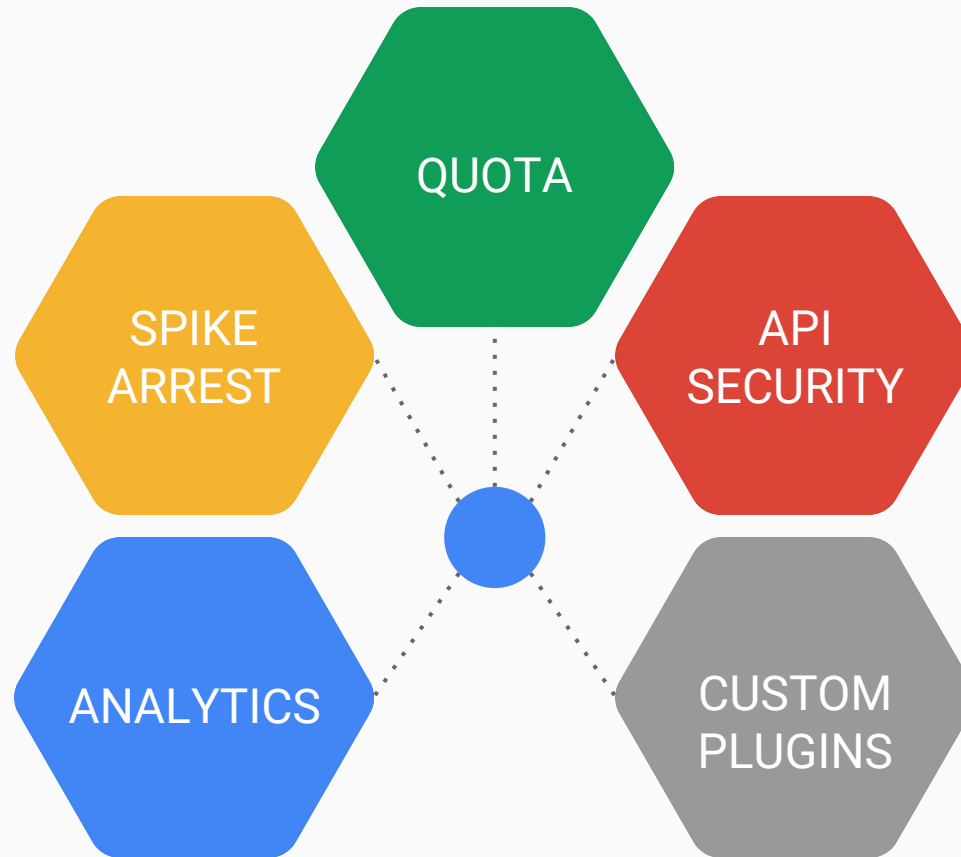 QUOTA
SPIKE
ARREST
API
SECURITY
ANALYTICS
CUSTOM
PLUGINS